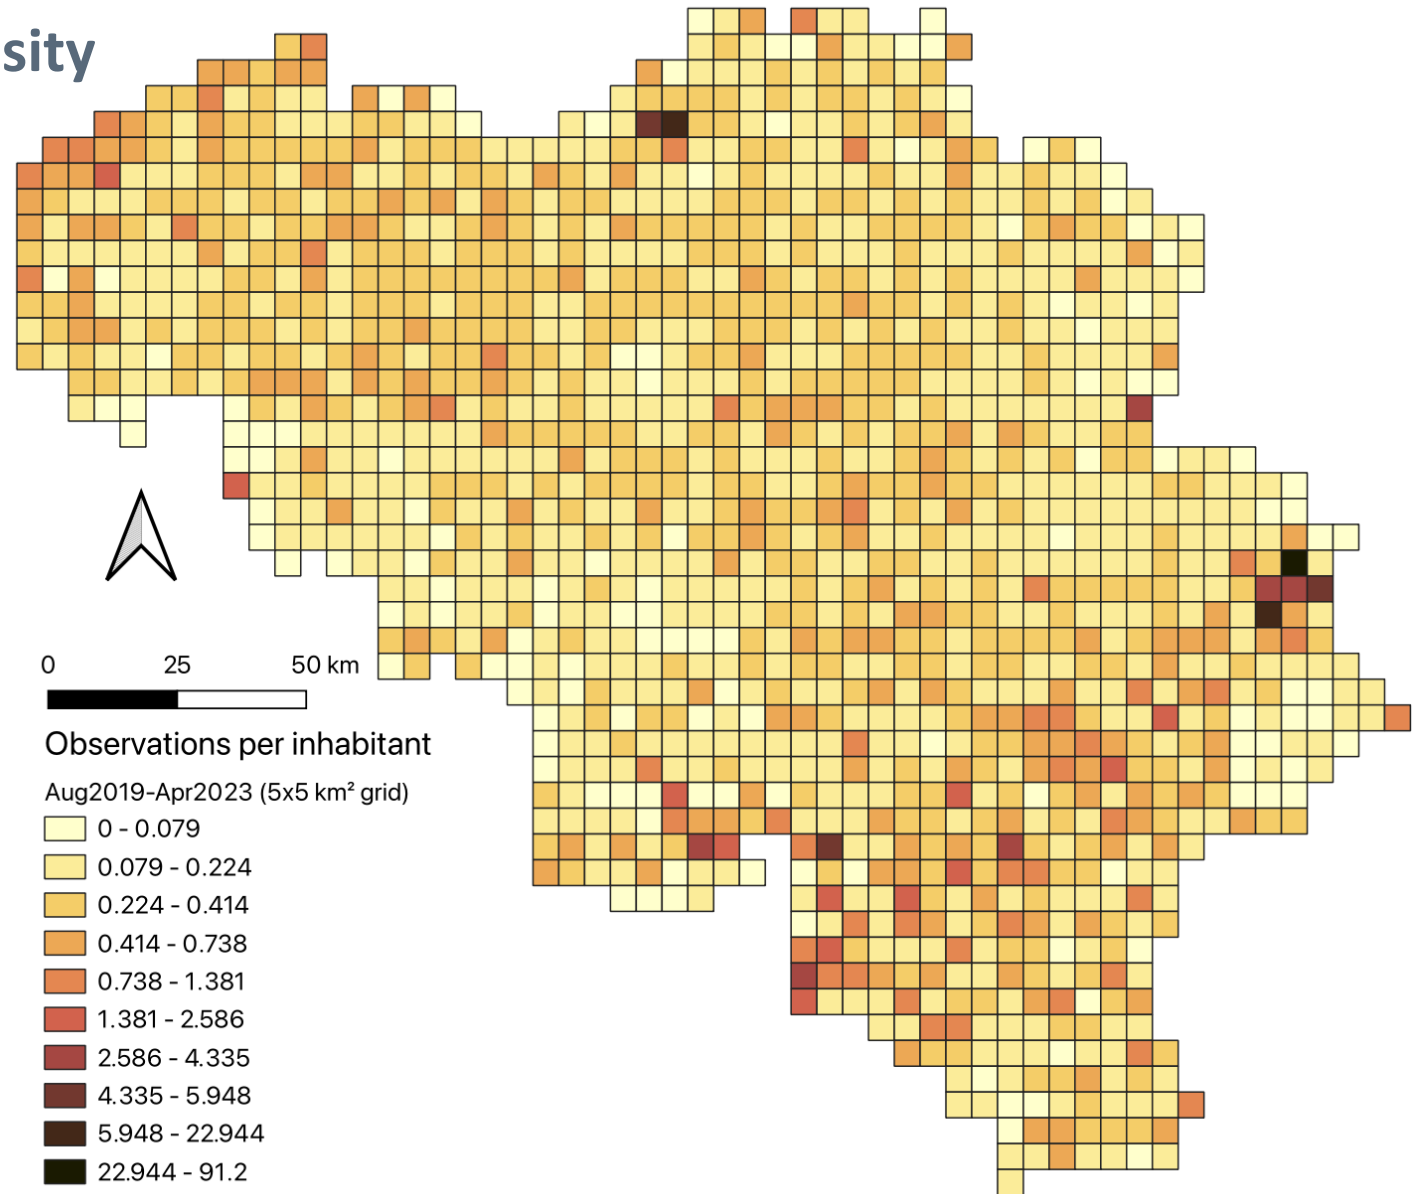 sity
0 25 50 km
Observations per inhabitant
Aug2019-Apr2023 (5x5 km² grid)
0 - 0.079
0.079 - 0.224
0.224 - 0.414
0.414 - 0.738
0.738 - 1.381
1.381 - 2.586
2.586 - 4.335
4.335 - 5.948
5.948 - 22.944
22.944 - 91.2